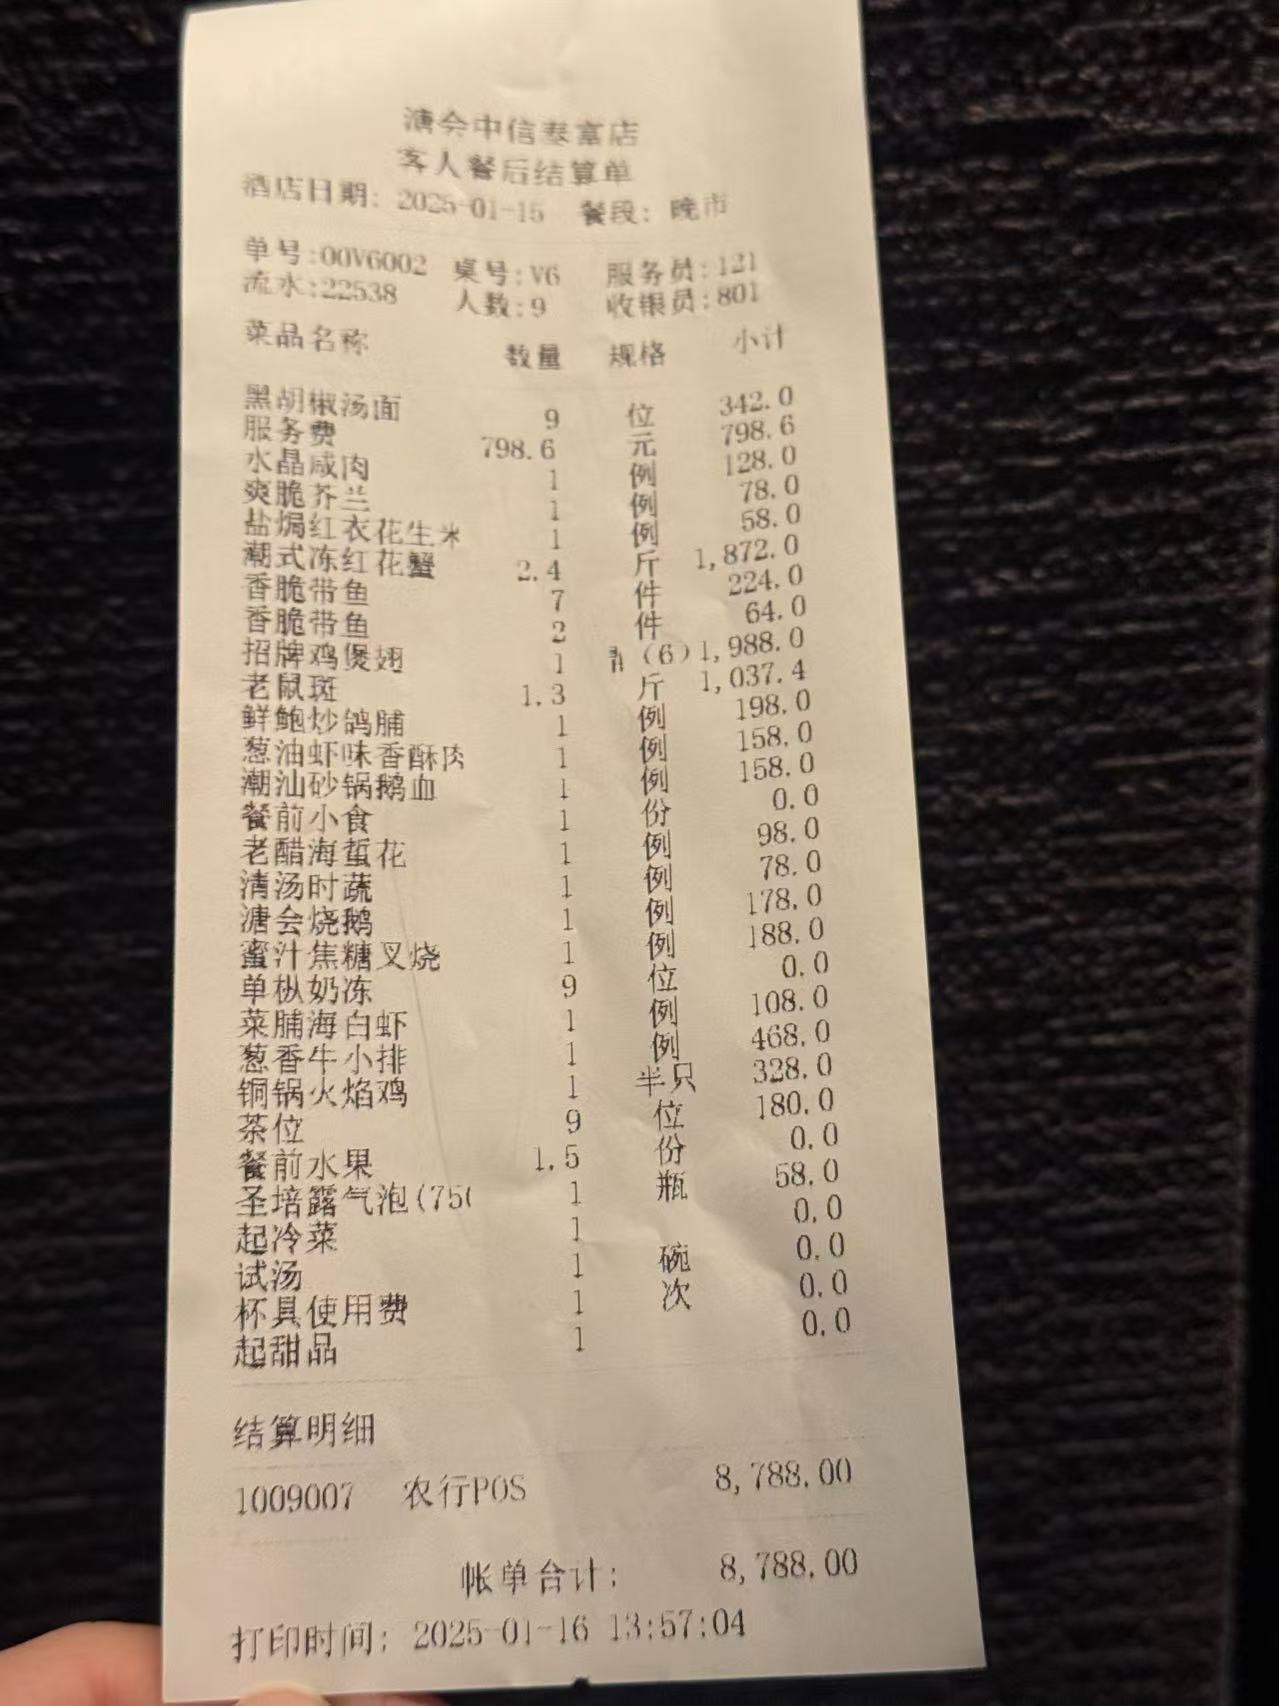 溏会中信泰富店
客人餐后结算单
酒店日期: 2025-01-15 餐段: 晚市
单号:00V6002 桌号:V6 服务员:121
流水:22538 人数:9 收银员:801
菜品名称 数量 规格 小计
黑胡椒汤面 9 位 342.0
服务费 798.6 元 798.6
水晶咸肉 1 例 128.0
爽脆芥兰 1 例 78.0
盐焗红衣花生米 1 例 58.0
潮式冻红花蟹 2.4 斤 1,872.0
香脆带鱼 7 件 224.0
香脆带鱼 2 件 64.0
招牌鸡煲翅 1 (6) 1,988.0
老鼠斑 1.3 斤 1,037.4
鲜鲍炒鸽脯 1 例 198.0
葱油虾味香酥肉 1 例 158.0
潮汕砂锅鹅血 1 例 158.0
餐前小食 1 份 0.0
老醋海蜇花 1 例 98.0
清汤时蔬 1 例 78.0
溏会烧鹅 1 例 178.0
蜜汁焦糖叉烧 1 例 188.0
单枞奶冻 9 位 0.0
菜脯海白虾 1 例 108.0
葱香牛小排 1 例 468.0
铜锅火焰鸡 1 半只 328.0
茶位 9 位 180.0
餐前水果 1.5 份 0.0
圣培露气泡(750 1 瓶 58.0
起冷菜 1 0.0
试汤 1 碗 0.0
杯具使用费 1 次 0.0
起甜品 1 0.0
结算明细
1009007 农行POS 8,788.00
帐单合计: 8,788.00
打印时间: 2025-01-16 13:57:04